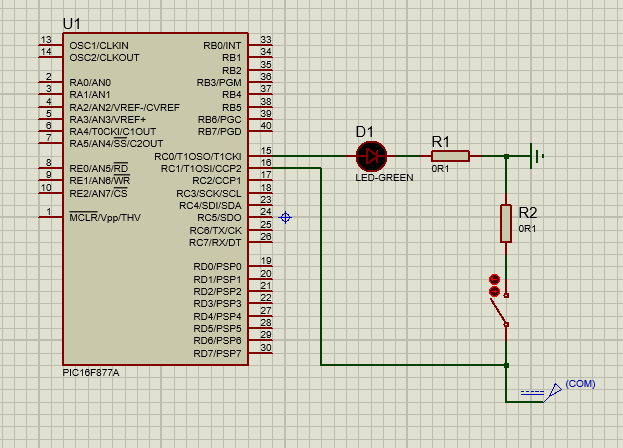 U1
13 OSC1/CLKIN RB0/INT 33
14 OSC2/CLKOUT RB1 34
RB2 35
2 RA0/AN0 RB3/PGM 36
3 RA1/AN1 RB4 37
4 RA2/AN2/VREF-/CVREF RB5 38
5 RA3/AN3/VREF+ RB6/PGC 39
6 RA4/T0CKI/C1OUT RB7/PGD 40
7 RA5/AN4/SS/C2OUT
RC0/T1OSO/T1CKI 15
8 RE0/AN5/RD RC1/T1OSI/CCP2 16
9 RE1/AN6/WR RC2/CCP1 17
10 RE2/AN7/CS RC3/SCK/SCL 18
RC4/SDI/SDA 23
1 MCLR/Vpp/THV RC5/SDO 24
RC6/TX/CK 25
RC7/RX/DT 26
RD0/PSP0 19
RD1/PSP1 20
RD2/PSP2 21
RD3/PSP3 22
RD4/PSP4 27
RD5/PSP5 28
RD6/PSP6 29
RD7/PSP7 30
PIC16F877A
D1
LED-GREEN
R1
0R1
R2
0R1
(COM)